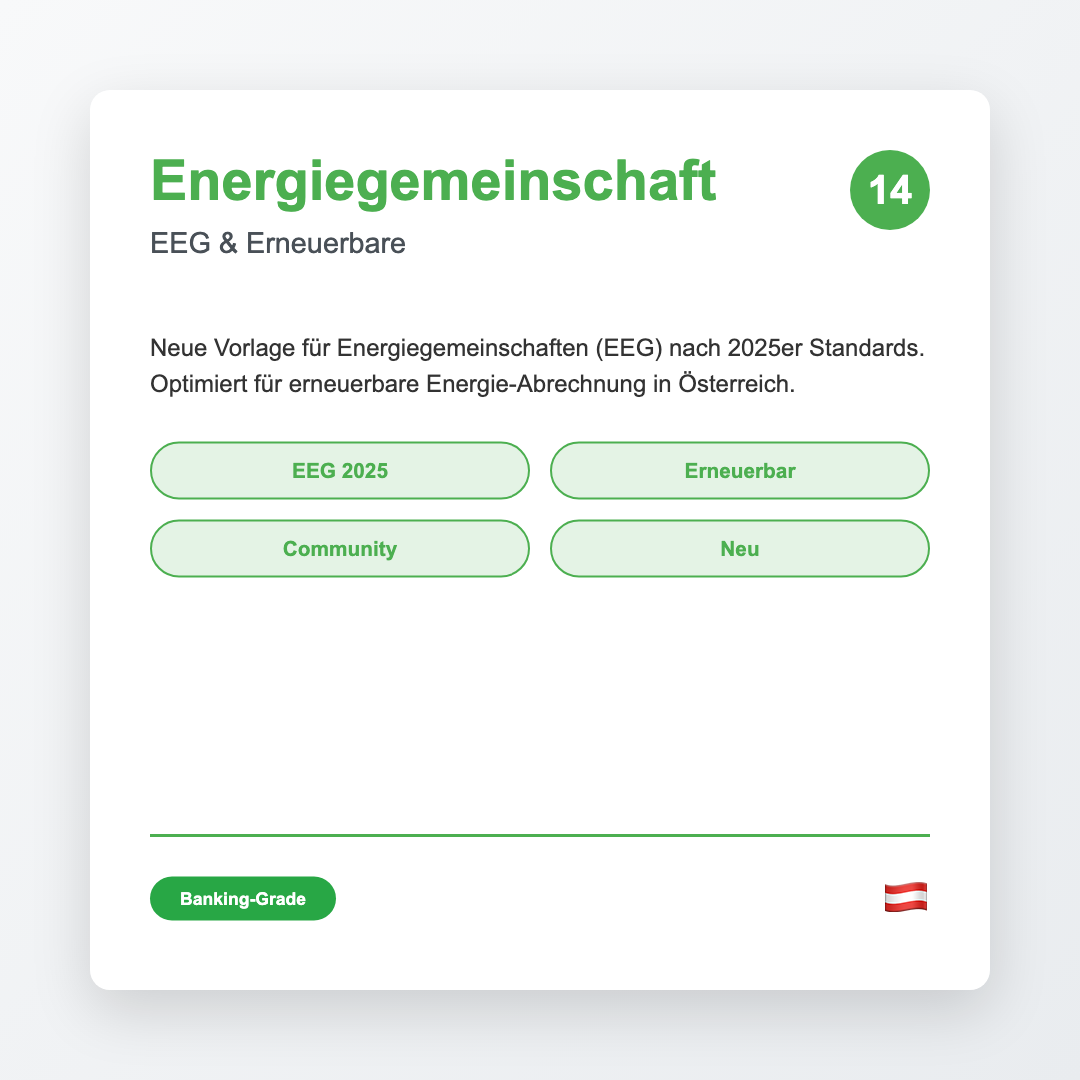 Energiegemeinschaft
14
EEG & Erneuerbare
Neue Vorlage für Energiegemeinschaften (EEG) nach 2025er Standards.
Optimiert für erneuerbare Energie-Abrechnung in Österreich.
EEG 2025
Erneuerbar
Community
Neu
Banking-Grade